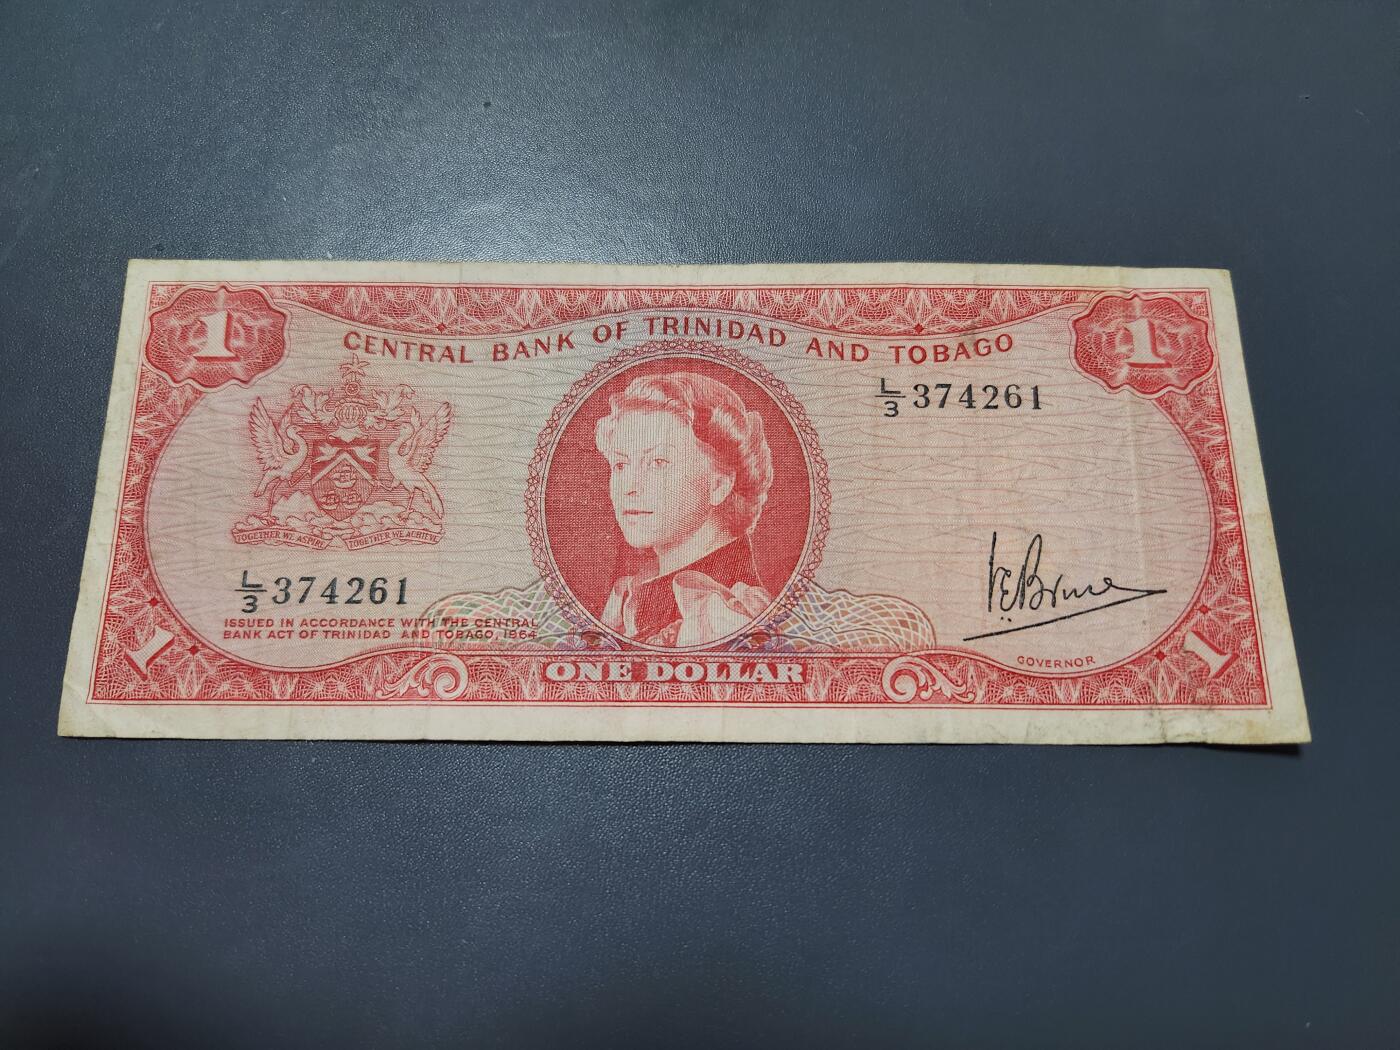 1
1
CENTRAL BANK OF TRINIDAD AND TOBAGO
L/3 374261
TOGETHER WE ASPIRE TOGETHER WE ACHIEVE
L/3 374261
ISSUED IN ACCORDANCE WITH THE CENTRAL
BANK ACT OF TRINIDAD AND TOBAGO, 1964
VEBruce
GOVERNOR
1
ONE DOLLAR
1